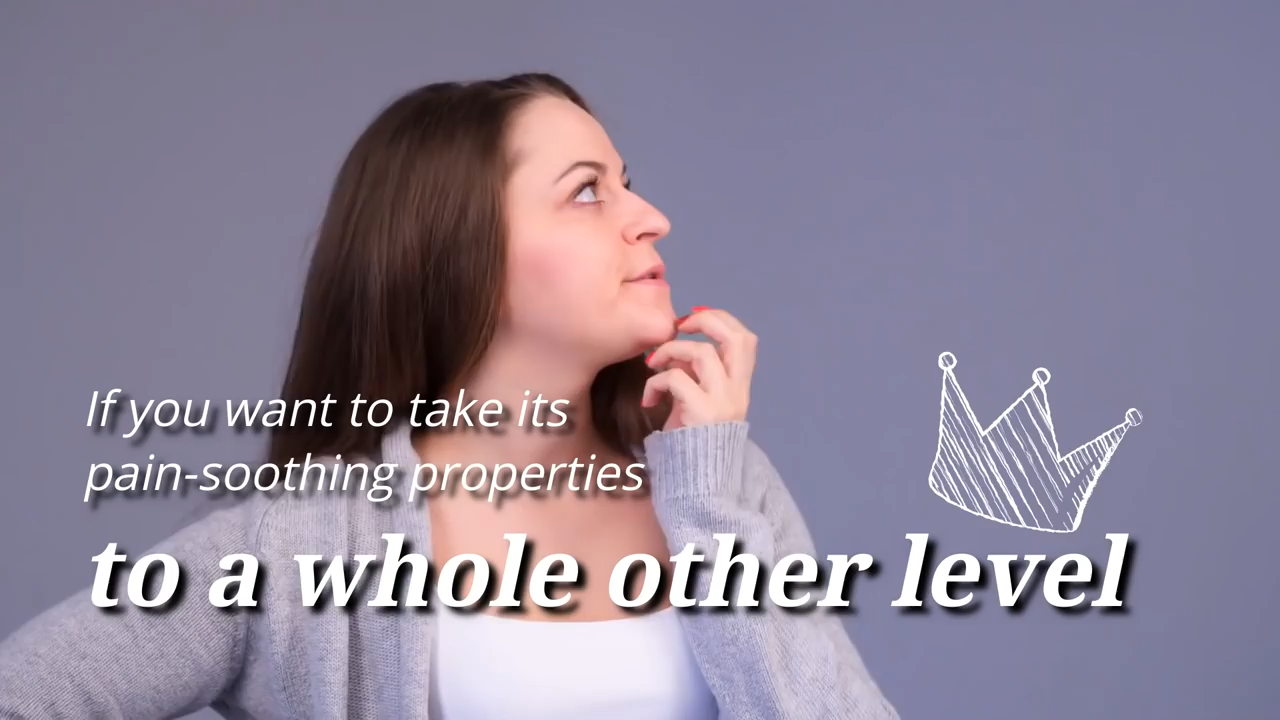 If you want to take its
pain-soothing properties
to a whole other level